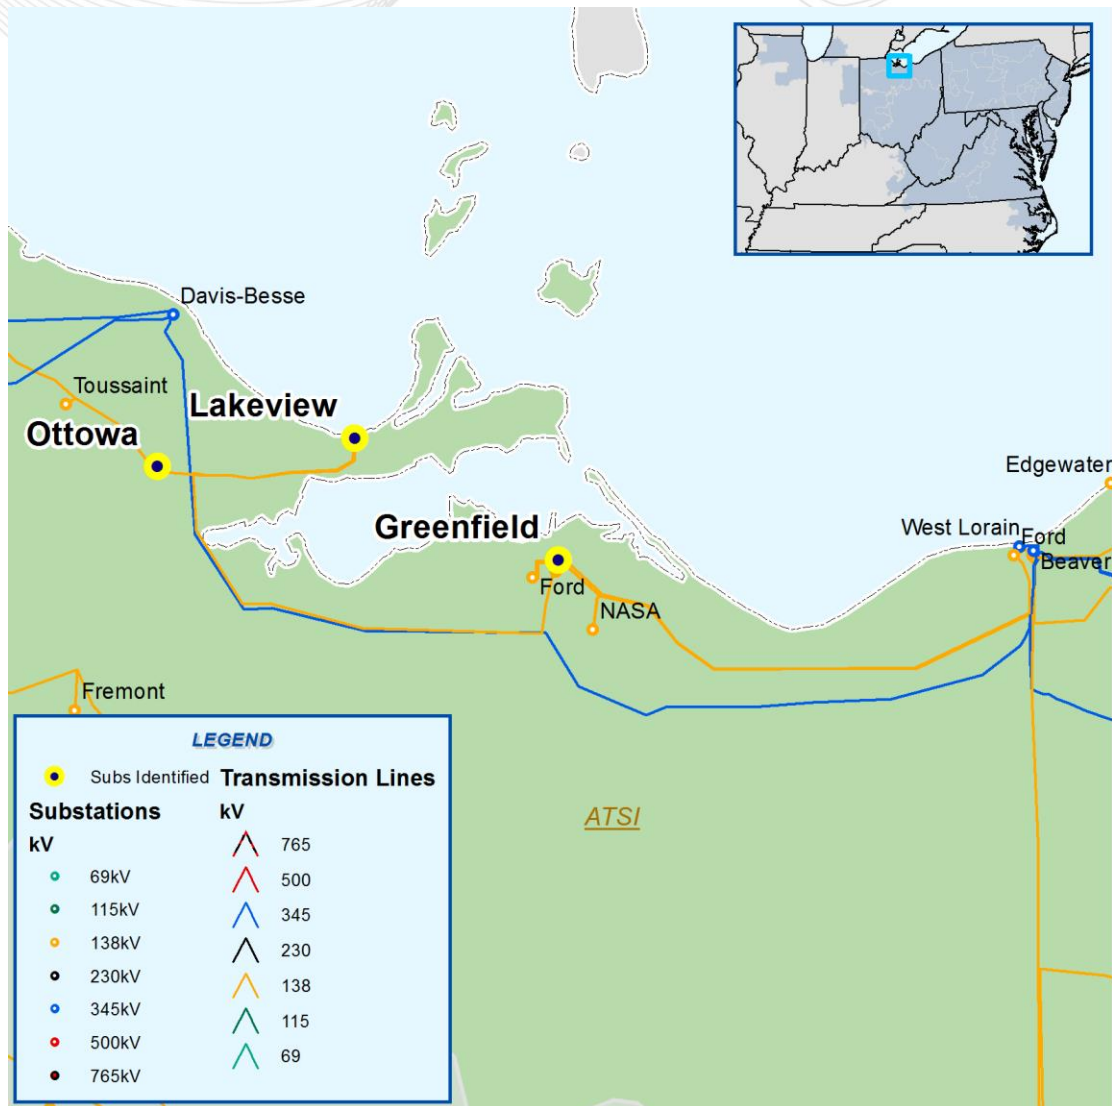 Davis-Besse
Toussaint
Lakeview
Ottowa
Edgewater
Greenfield
West Lorain
Ford
Beaver
Ford
NASA
Fremont
LEGEND
Subs Identified
Transmission Lines
Substations
kV
kV
765
500
69kV
345
115kV
230
138kV
138
230kV
115
345kV
69
500kV
765kV
ATSI